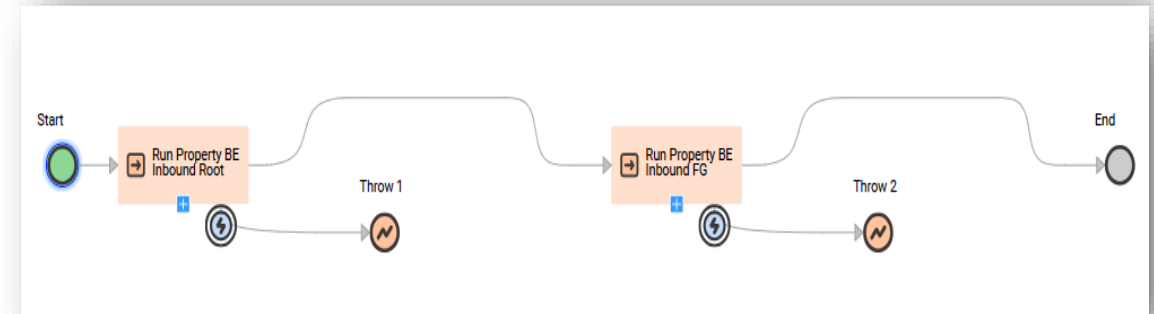 Start
Run Property BE
Inbound Root
Throw 1
Run Property BE
Inbound FG
Throw 2
End